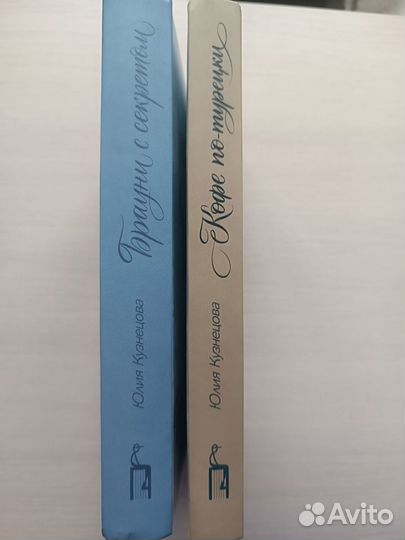 Юлия Кузнецова
Брауни с секретом
Юлия Кузнецова
Кофе по-турецки
Avito